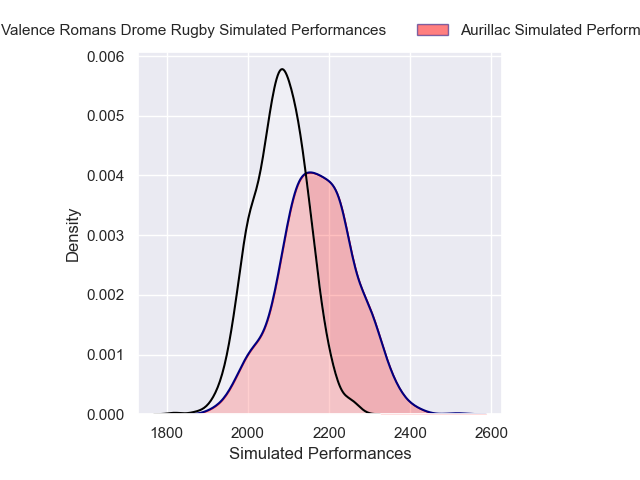 Valence Romans Drome Rugby Simulated Performances
Aurillac Simulated Perform
0.006
0.005
0.004
0.003
0.002
0.001
0.000
Density
1800 2000 2200 2400 2600
Simulated Performances